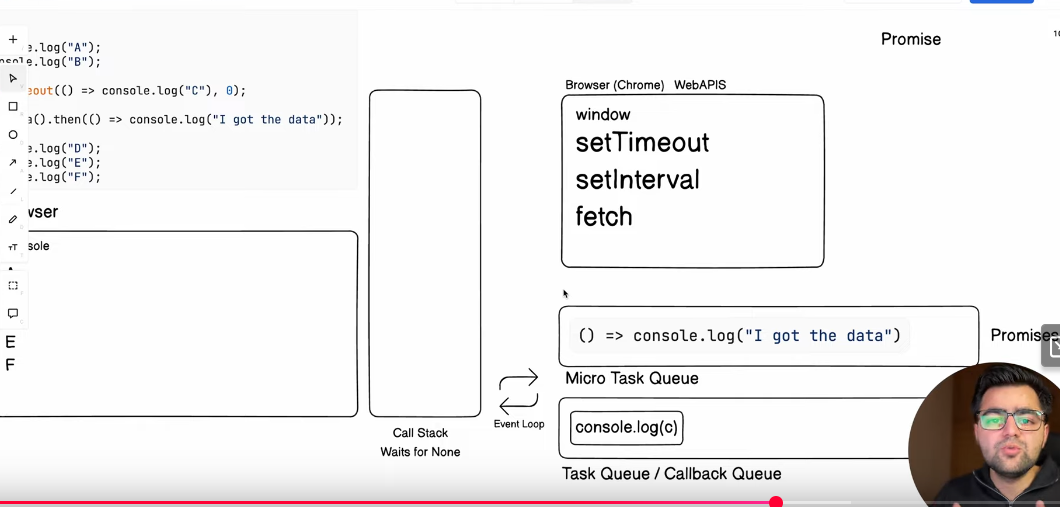 e.log("A");
nsole.log("B");
eout(() => console.log("C"), 0);
a().then(() => console.log("I got the data"));
e.log("D");
e.log("E");
e.log("F");
wser
sole
E
F
Call Stack
Waits for None
Promise
Browser (Chrome) WebAPIS
window
setTimeout
setInterval
fetch
() => console.log("I got the data")
Promises
Micro Task Queue
Event Loop
console.log(c)
Task Queue / Callback Queue